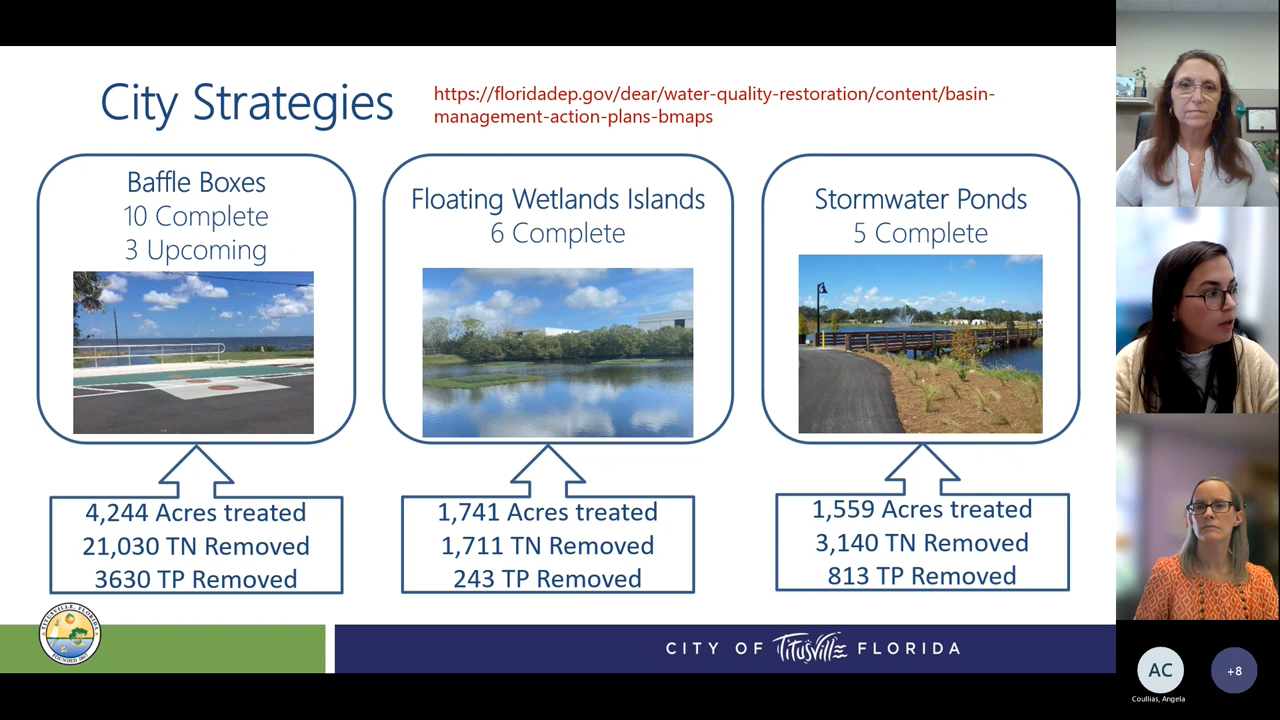 City Strategies
https://floridadep.gov/dear/water-quality-restoration/content/basin-
management-action-plans-bmaps
Baffle Boxes
10 Complete
3 Upcoming
Floating Wetlands Islands
6 Complete
Stormwater Ponds
5 Complete
4,244 Acres treated
21,030 TN Removed
3630 TP Removed
1,741 Acres treated
1,711 TN Removed
243 TP Removed
1,559 Acres treated
3,140 TN Removed
813 TP Removed
TITUSVILLE, FLORIDA
CITY OF Titusville FLORIDA
AC
+8
Coullias, Angela